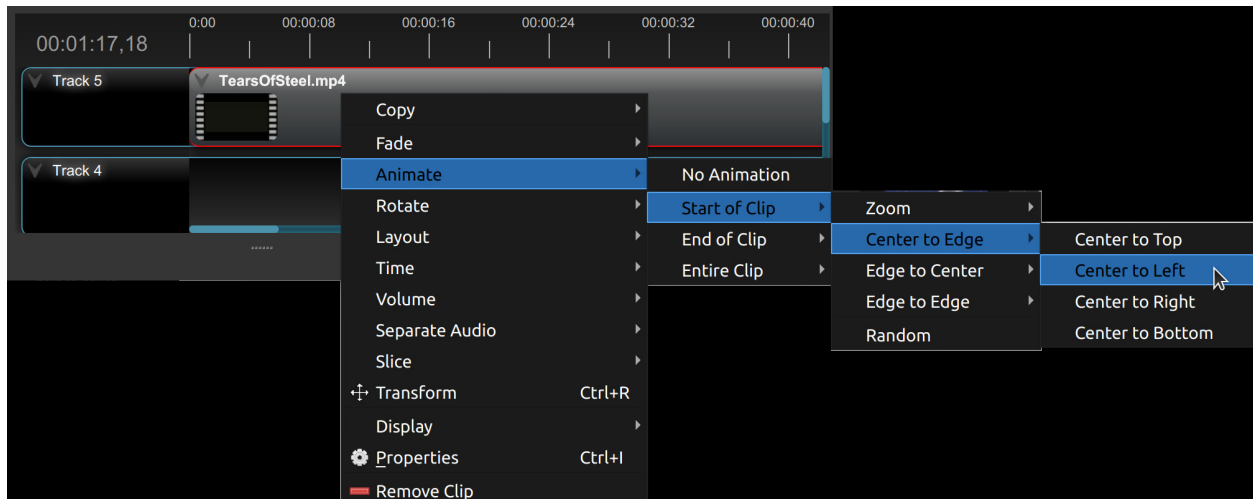 0:00 00:00:08 00:00:16 00:00:24 00:00:32 00:00:40
00:01:17,18
Track 5
TearsOfSteel.mp4
Copy
Fade
Track 4
Animate
Rotate
Layout
Time
Volume
Separate Audio
Slice
Transform Ctrl+R
Display
Properties Ctrl+I
Remove Clip
No Animation
Start of Clip
End of Clip
Entire Clip
Zoom
Center to Edge
Edge to Center
Edge to Edge
Random
Center to Top
Center to Left
Center to Right
Center to Bottom